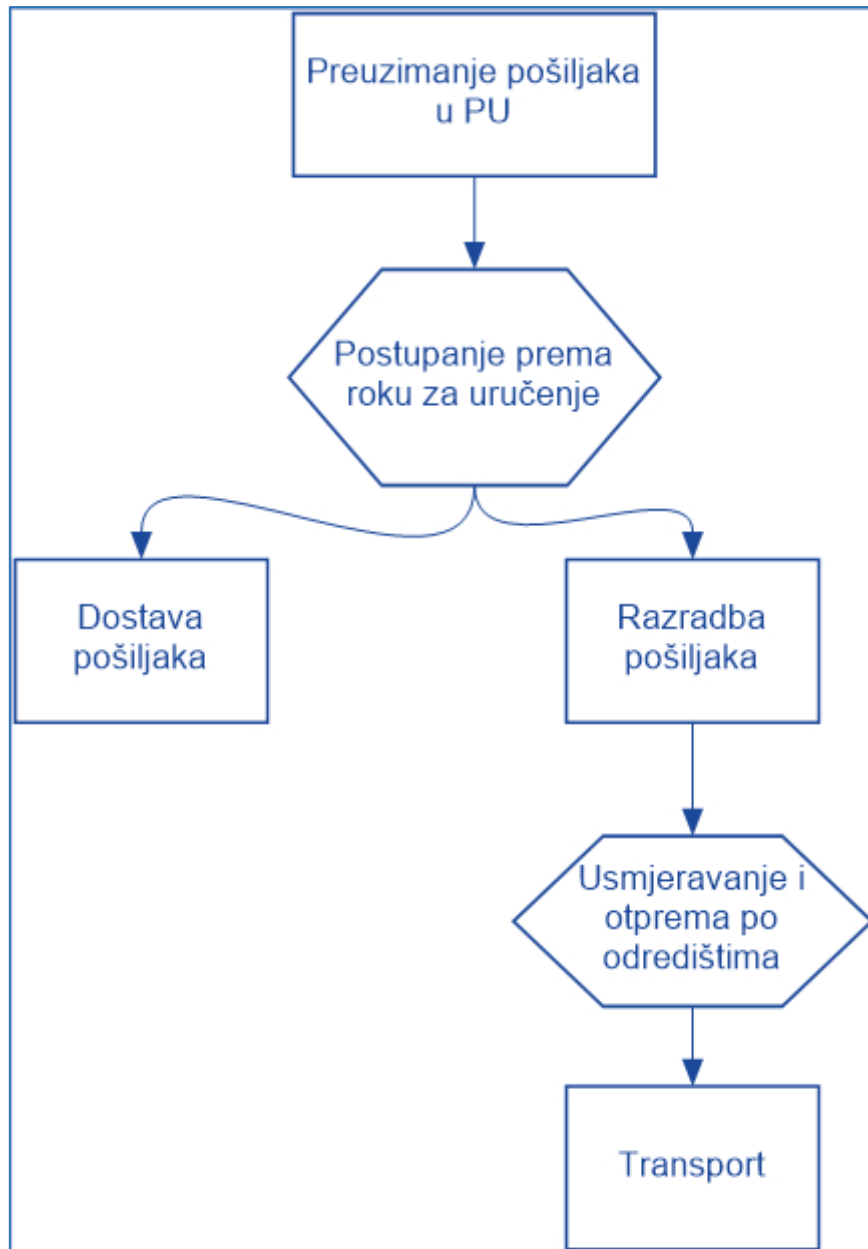 Preuzimanje pošiljaka
u PU
Postupanje prema
roku za uručenje
Dostava
pošiljaka
Razradba
pošiljaka
Usmjeravanje i
otprema po
odredištima
Transport